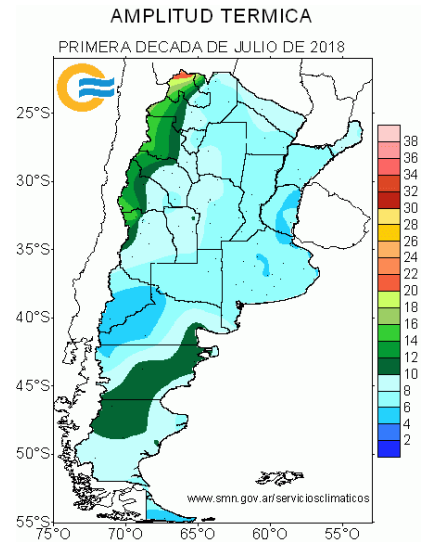 AMPLITUD TERMICA
PRIMERA DECADA DE JULIO DE 2018
25°S
30°S
35°S
40°S
45°S
50°S
55°S
75°O 70°O 65°O 60°O 55°O
38
36
34
32
30
28
26
24
22
20
18
16
14
12
10
8
6
4
2
www.smn.gov.ar/serviciosclimaticos